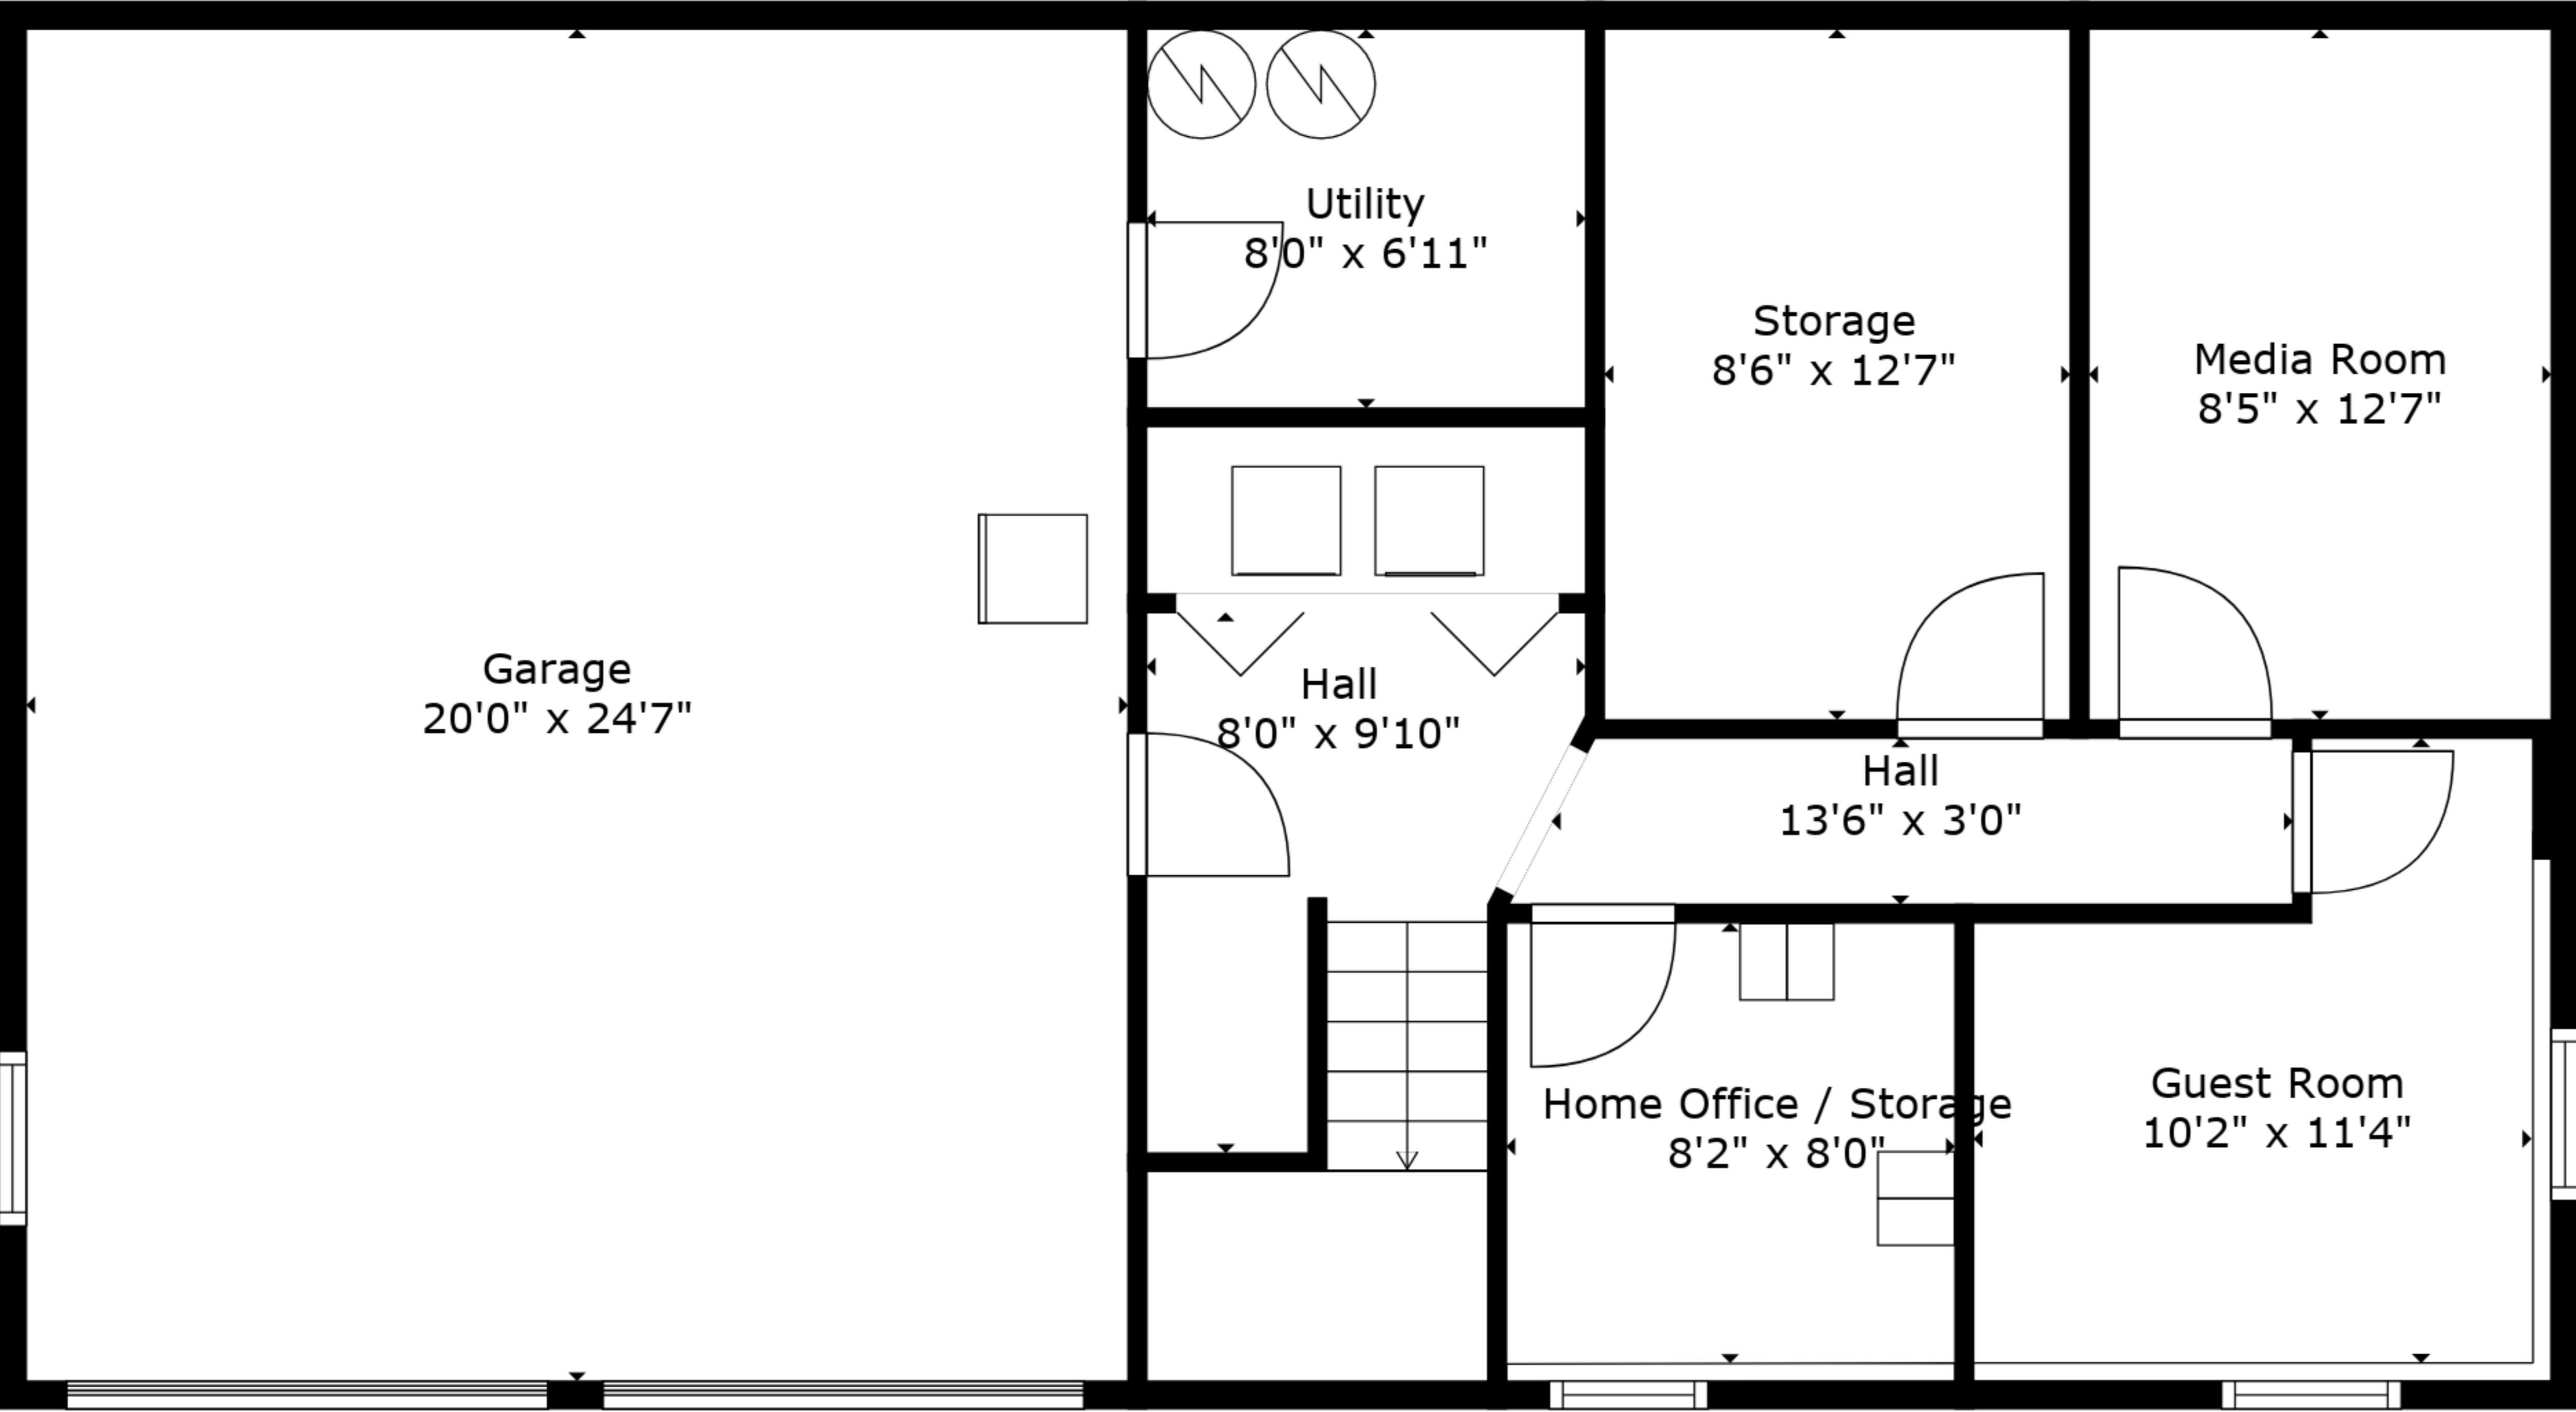 Utility
8'0" x 6'11"
Storage
8'6" x 12'7"
Media Room
8'5" x 12'7"
Garage
20'0" x 24'7"
Hall
8'0" x 9'10"
Hall
13'6" x 3'0"
Home Office / Storage
8'2" x 8'0"
Guest Room
10'2" x 11'4"